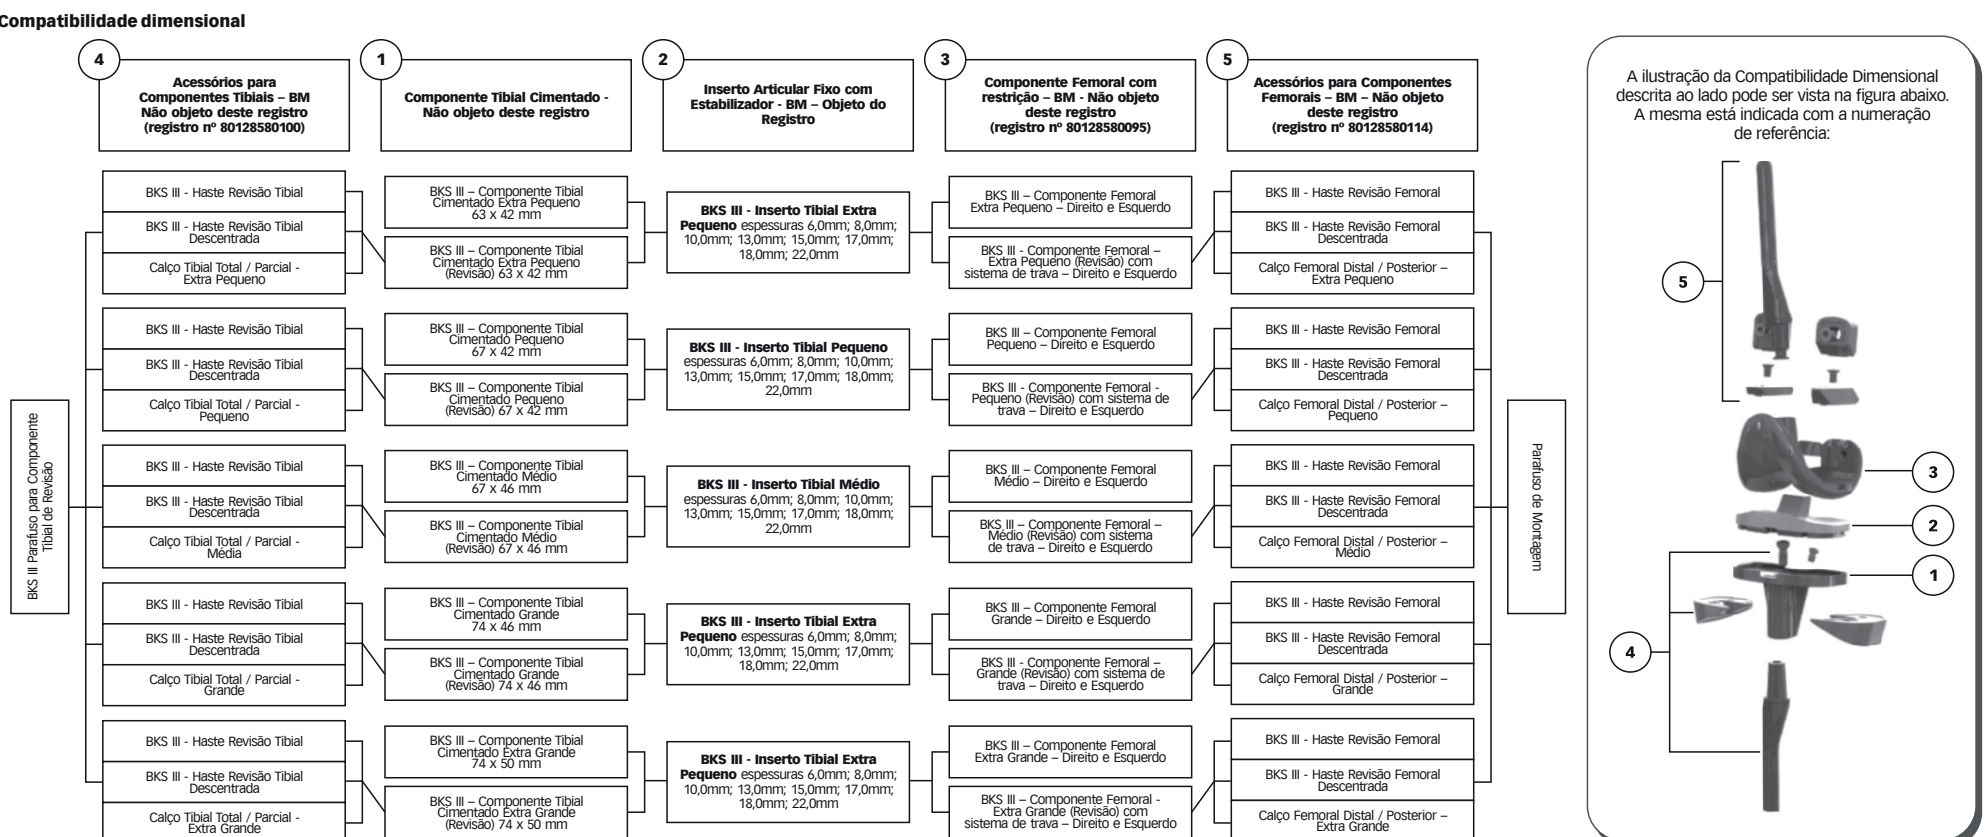 Compatibilidade dimensional
4
Acessórios para
Componentes Tibiais – BM
Não objeto deste registro
(registro nº 80128580100)
1
Componente Tibial Cimentado -
Não objeto deste registro
2
Inserto Articular Fixo com
Estabilizador - BM – Objeto do
Registro
3
Componente Femoral com
restrição – BM - Não objeto
deste registro
(registro nº 80128580095)
5
Acessórios para Componentes
Femorais – BM – Não objeto
deste registro
(registro nº 80128580114)
BKS III Parafuso para Componente
Tibial de Revisão
BKS III - Haste Revisão Tibial
BKS III - Haste Revisão Tibial
Descentrada
Calço Tibial Total / Parcial -
Extra Pequeno
BKS III – Componente Tibial
Cimentado Extra Pequeno
63 x 42 mm
BKS III – Componente Tibial
Cimentado Extra Pequeno
(Revisão) 63 x 42 mm
BKS III - Inserto Tibial Extra
Pequeno espessuras 6,0mm; 8,0mm;
10,0mm; 13,0mm; 15,0mm; 17,0mm;
18,0mm; 22,0mm
BKS III – Componente Femoral
Extra Pequeno – Direito e Esquerdo
BKS III - Componente Femoral –
Extra Pequeno (Revisão) com
sistema de trava – Direito e Esquerdo
BKS III - Haste Revisão Femoral
BKS III - Haste Revisão Femoral
Descentrada
Calço Femoral Distal / Posterior –
Extra Pequeno
BKS III - Haste Revisão Tibial
BKS III - Haste Revisão Tibial
Descentrada
Calço Tibial Total / Parcial -
Pequeno
BKS III – Componente Tibial
Cimentado Pequeno
67 x 42 mm
BKS III – Componente Tibial
Cimentado Pequeno
(Revisão) 67 x 42 mm
BKS III - Inserto Tibial Pequeno
espessuras 6,0mm; 8,0mm; 10,0mm;
13,0mm; 15,0mm; 17,0mm; 18,0mm;
22,0mm
BKS III – Componente Femoral
Pequeno – Direito e Esquerdo
BKS III - Componente Femoral -
Pequeno (Revisão) com sistema de
trava – Direito e Esquerdo
BKS III - Haste Revisão Femoral
BKS III - Haste Revisão Femoral
Descentrada
Calço Femoral Distal / Posterior –
Pequeno
BKS III - Haste Revisão Tibial
BKS III - Haste Revisão Tibial
Descentrada
Calço Tibial Total / Parcial -
Média
BKS III – Componente Tibial
Cimentado Médio
67 x 46 mm
BKS III – Componente Tibial
Cimentado Médio
(Revisão) 67 x 46 mm
BKS III - Inserto Tibial Médio
espessuras 6,0mm; 8,0mm; 10,0mm;
13,0mm; 15,0mm; 17,0mm; 18,0mm;
22,0mm
BKS III – Componente Femoral
Médio – Direito e Esquerdo
BKS III – Componente Femoral –
Médio (Revisão) com sistema
de trava – Direito e Esquerdo
BKS III - Haste Revisão Femoral
BKS III - Haste Revisão Femoral
Descentrada
Calço Femoral Distal / Posterior –
Médio
BKS III - Haste Revisão Tibial
BKS III - Haste Revisão Tibial
Descentrada
Calço Tibial Total / Parcial -
Grande
BKS III – Componente Tibial
Cimentado Grande
74 x 46 mm
BKS III – Componente Tibial
Cimentado Grande
(Revisão) 74 x 46 mm
BKS III - Inserto Tibial Extra
Pequeno espessuras 6,0mm; 8,0mm;
10,0mm; 13,0mm; 15,0mm; 17,0mm;
18,0mm; 22,0mm
BKS III – Componente Femoral
Grande – Direito e Esquerdo
BKS III - Componente Femoral –
Grande (Revisão) com sistema de
trava – Direito e Esquerdo
BKS III - Haste Revisão Femoral
BKS III - Haste Revisão Femoral
Descentrada
Calço Femoral Distal / Posterior –
Grande
BKS III - Haste Revisão Tibial
BKS III - Haste Revisão Tibial
Descentrada
Calço Tibial Total / Parcial -
Extra Grande
BKS III – Componente Tibial
Cimentado Extra Grande
74 x 50 mm
BKS III – Componente Tibial
Cimentado Extra Grande
(Revisão) 74 x 50 mm
BKS III - Inserto Tibial Extra
Pequeno espessuras 6,0mm; 8,0mm;
10,0mm; 13,0mm; 15,0mm; 17,0mm;
18,0mm; 22,0mm
BKS III – Componente Femoral
Extra Grande – Direito e Esquerdo
BKS III – Componente Femoral -
Extra Grande (Revisão) com
sistema de trava – Direito e Esquerdo
BKS III - Haste Revisão Femoral
BKS III - Haste Revisão Femoral
Descentrada
Calço Femoral Distal / Posterior –
Extra Grande
Parafuso de Montagem
A ilustração da Compatibilidade Dimensional
descrita ao lado pode ser vista na figura abaixo.
A mesma está indicada com a numeração
de referência:
5
3
2
1
4